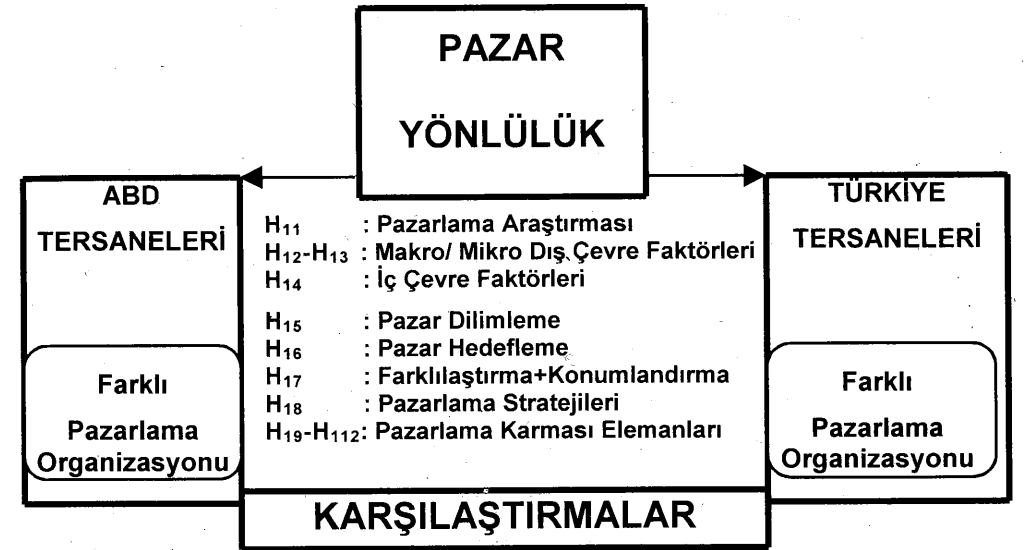 PAZAR
YÖNLÜLÜK
ABD
TERSANELERİ
H₁₁ : Pazarlama Araştırması
H₁₂-H₁₃ : Makro/ Mikro Dış Çevre Faktörleri
H₁₄ : İç Çevre Faktörleri
H₁₅ : Pazar Dilimleme
H₁₆ : Pazar Hedefleme
H₁₇ : Farklılaştırma+Konumlandırma
H₁₈ : Pazarlama Stratejileri
H₁₉-H₁₁₂: Pazarlama Karması Elemanları
TÜRKİYE
TERSANELERİ
Farklı
Pazarlama
Organizasyonu
Farklı
Pazarlama
Organizasyonu
KARŞILAŞTIRMALAR